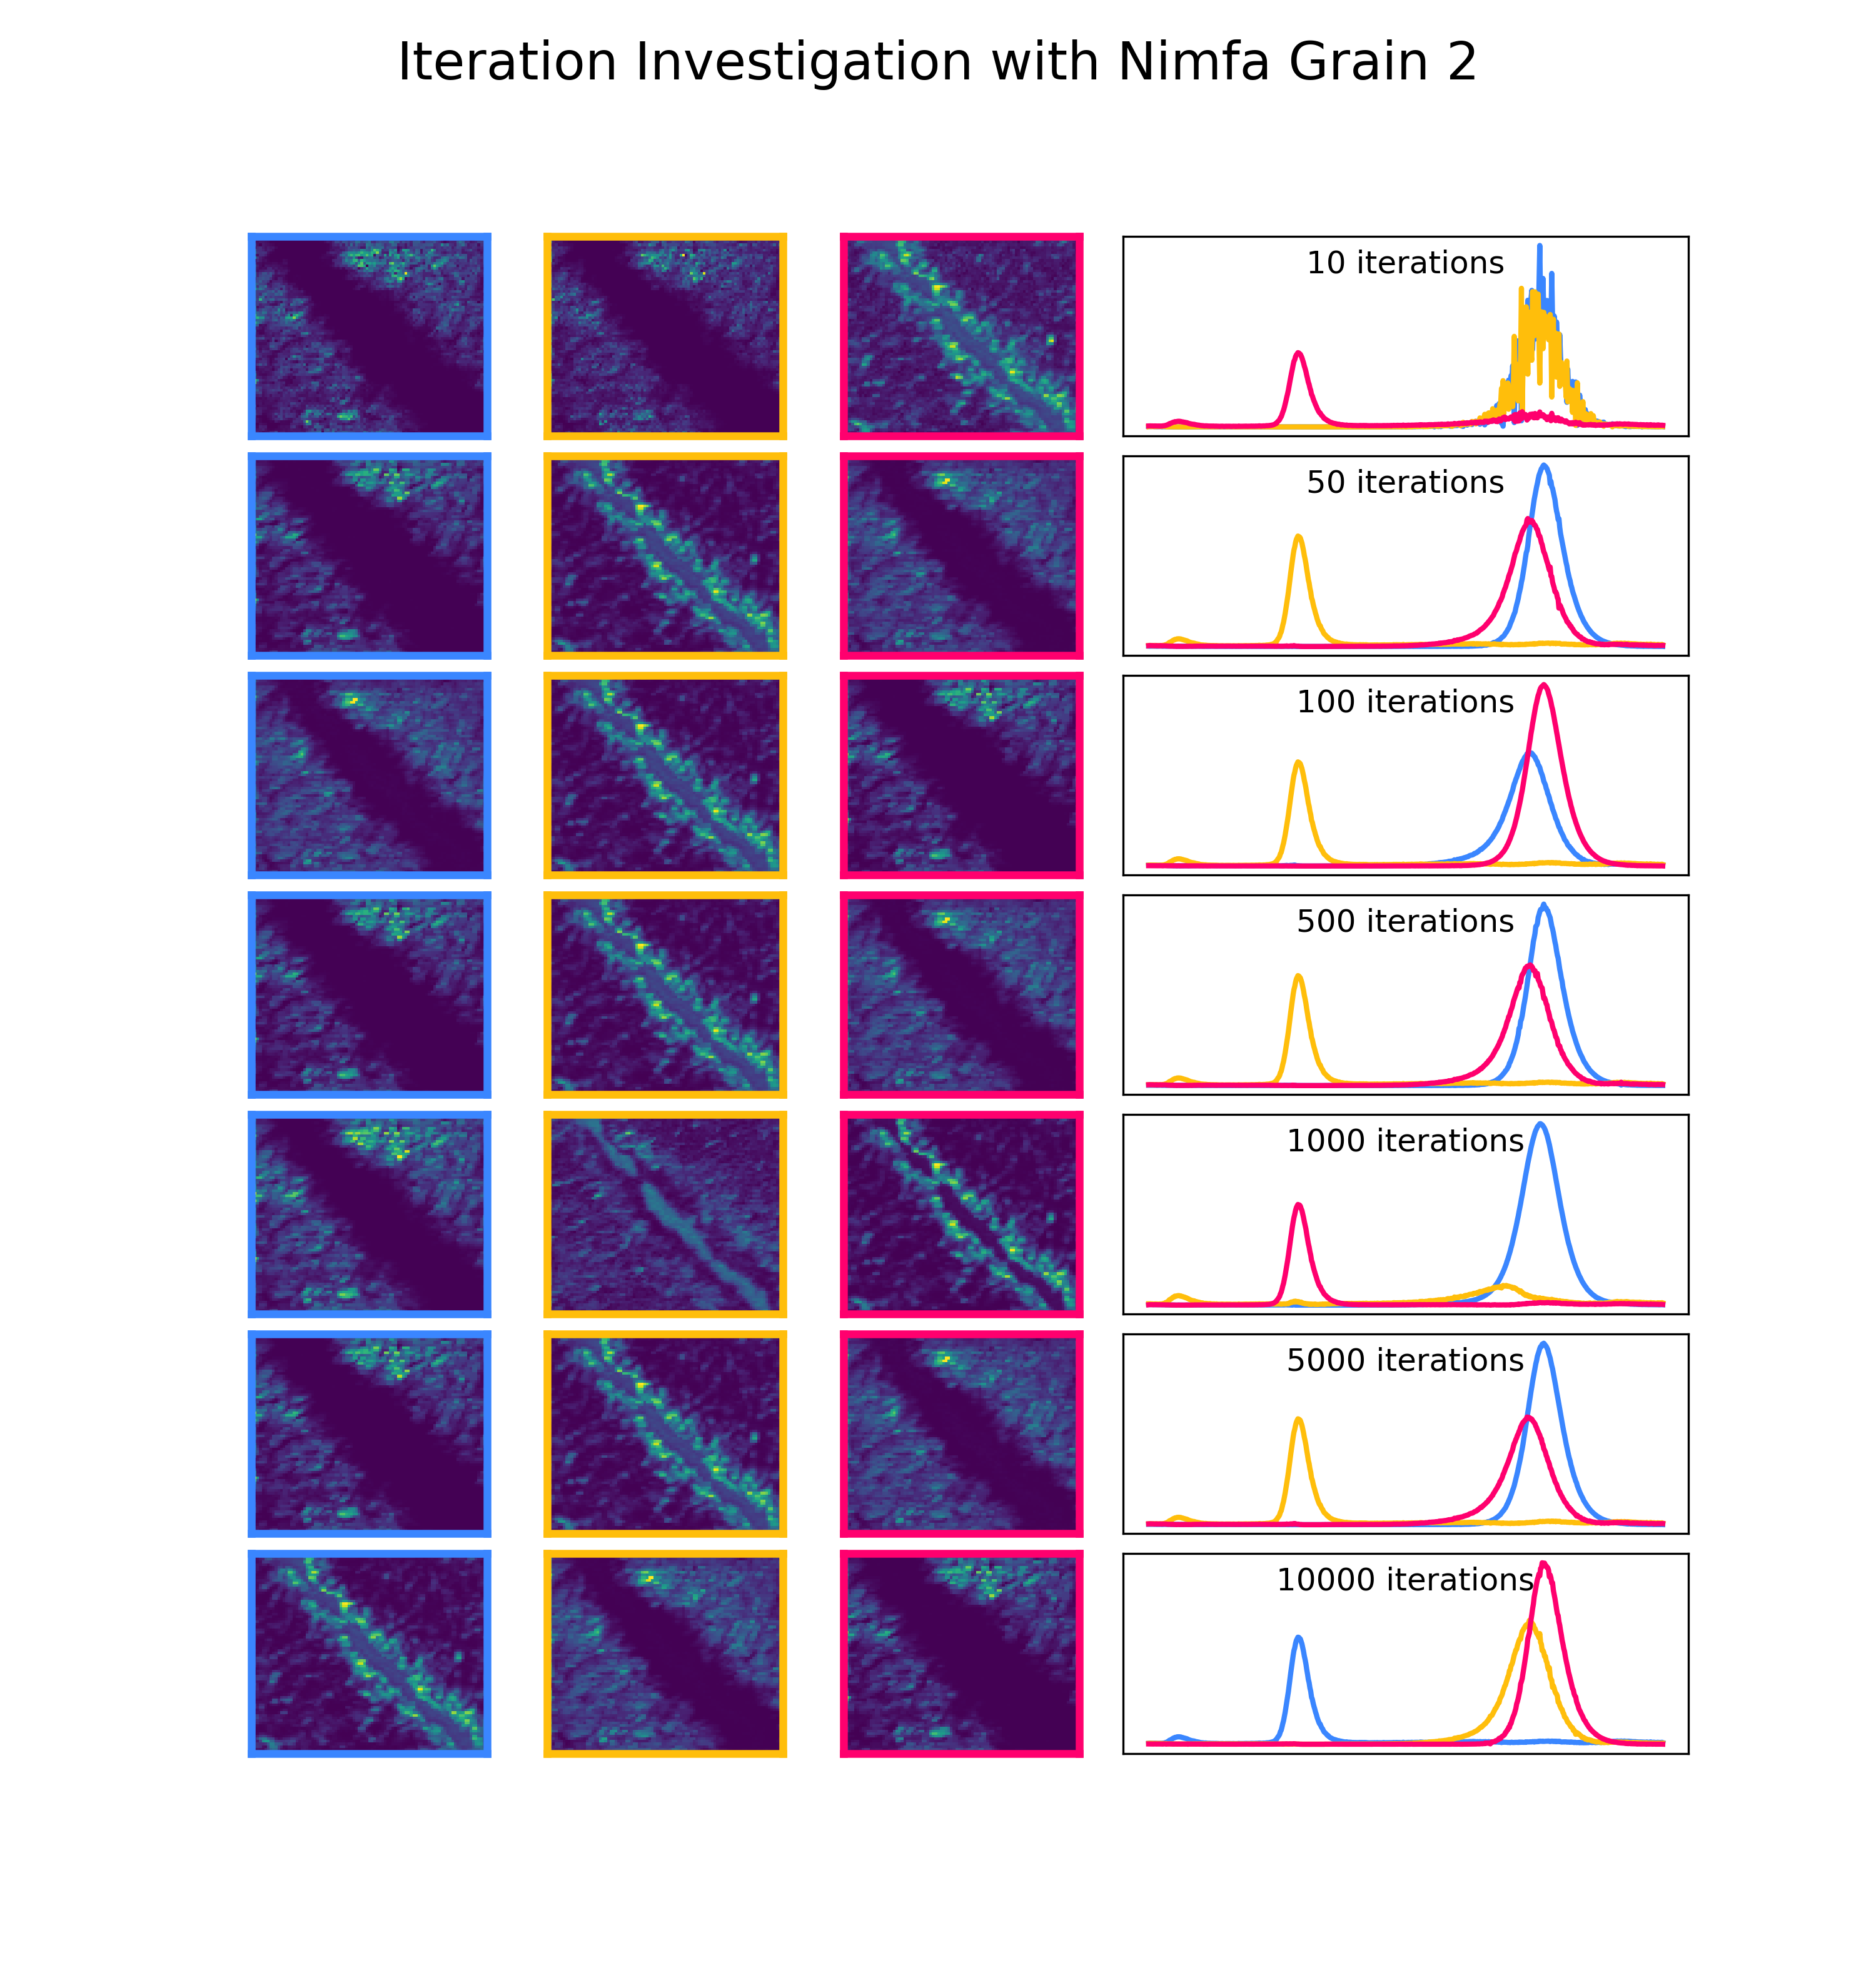 Iteration Investigation with Nimfa Grain 2
10 iterations
50 iterations
100 iterations
500 iterations
1000 iterations
5000 iterations
10000 iterations